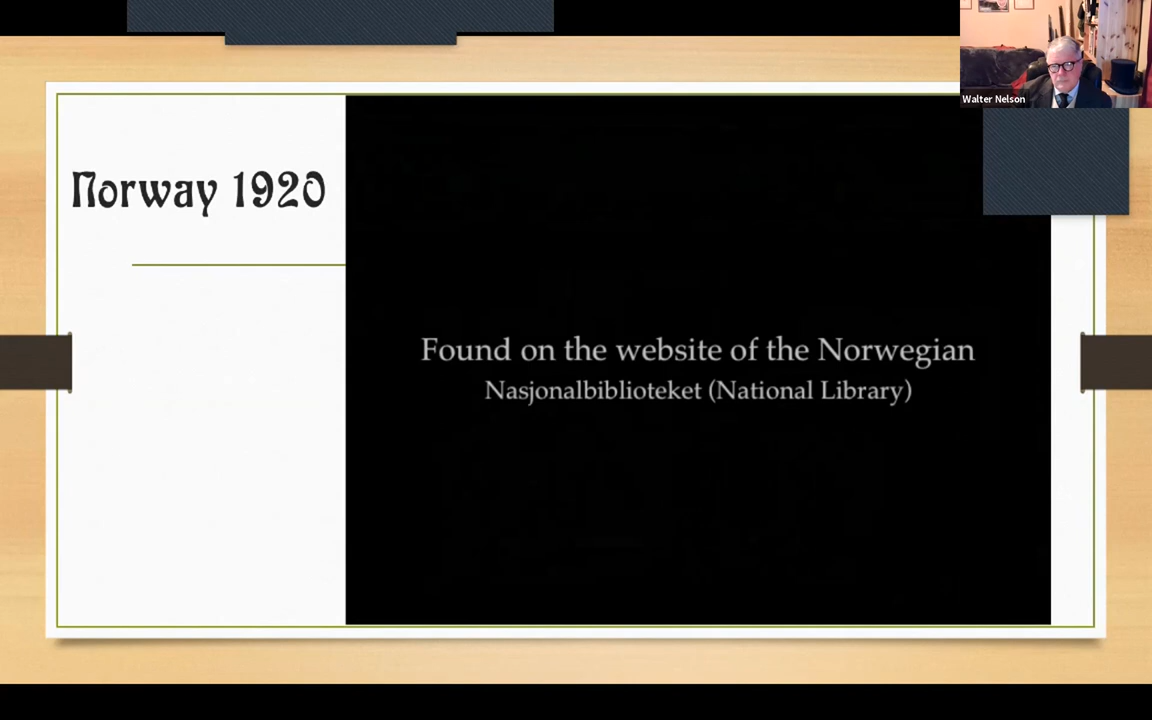 Walter Nelson
Norway 1920
Found on the website of the Norwegian
Nasjonalbiblioteket (National Library)